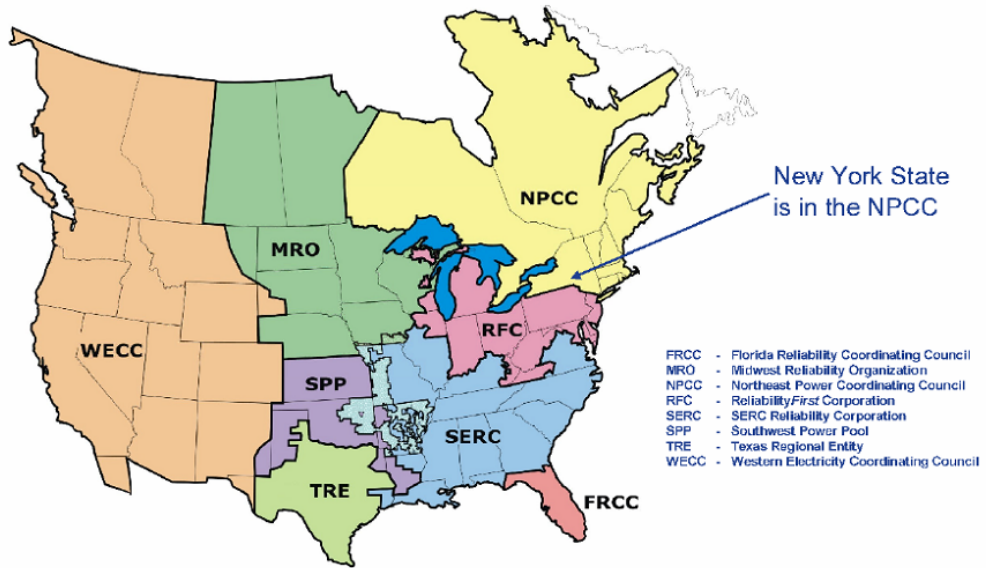 NPCC
New York State
is in the NPCC
MRO
RFC
WECC
SPP
SERC
TRE
FRCC
FRCC - Florida Reliability Coordinating Council
MRO - Midwest Reliability Organization
NPCC - Northeast Power Coordinating Council
RFC - ReliabilityFirst Corporation
SERC - SERC Reliability Corporation
SPP - Southwest Power Pool
TRE - Texas Regional Entity
WECC - Western Electricity Coordinating Council